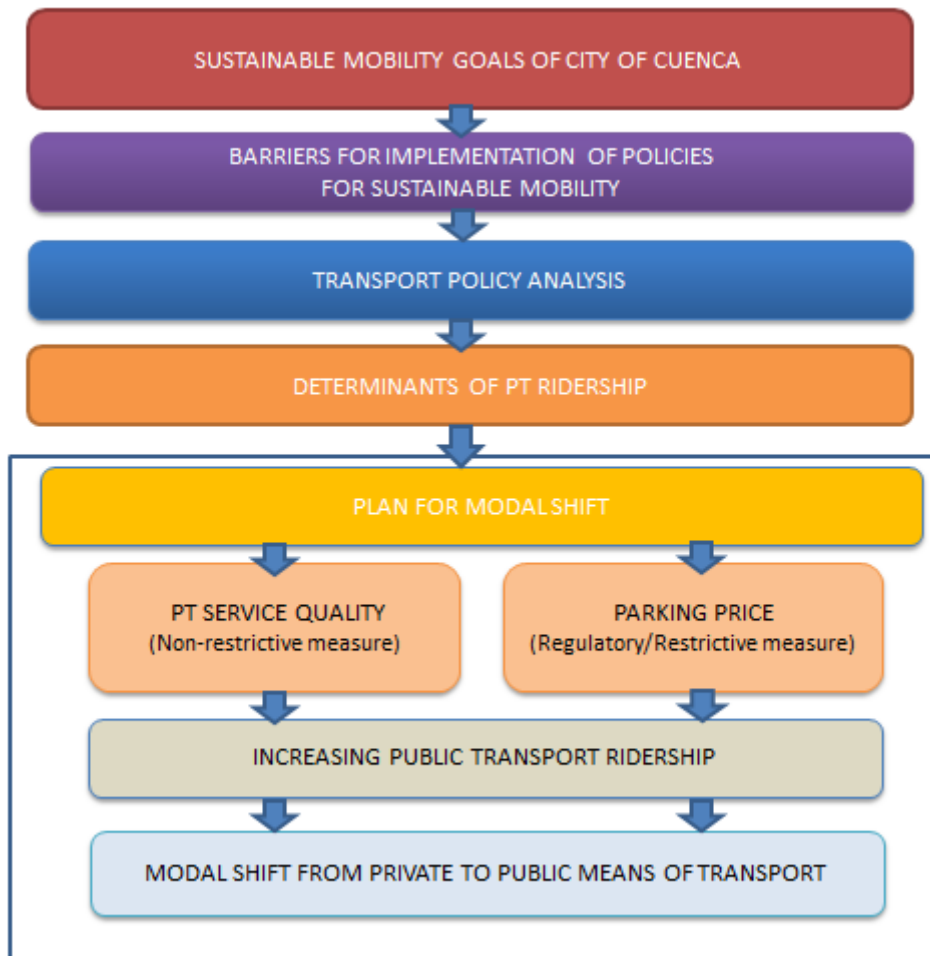 SUSTAINABLE MOBILITY GOALS OF CITY OF CUENCA
BARRIERS FOR IMPLEMENTATION OF POLICIES
FOR SUSTAINABLE MOBILITY
TRANSPORT POLICY ANALYSIS
DETERMINANTS OF PT RIDERSHIP
PLAN FOR MODAL SHIFT
PT SERVICE QUALITY
(Non-restrictive measure)
PARKING PRICE
(Regulatory/Restrictive measure)
INCREASING PUBLIC TRANSPORT RIDERSHIP
MODAL SHIFT FROM PRIVATE TO PUBLIC MEANS OF TRANSPORT